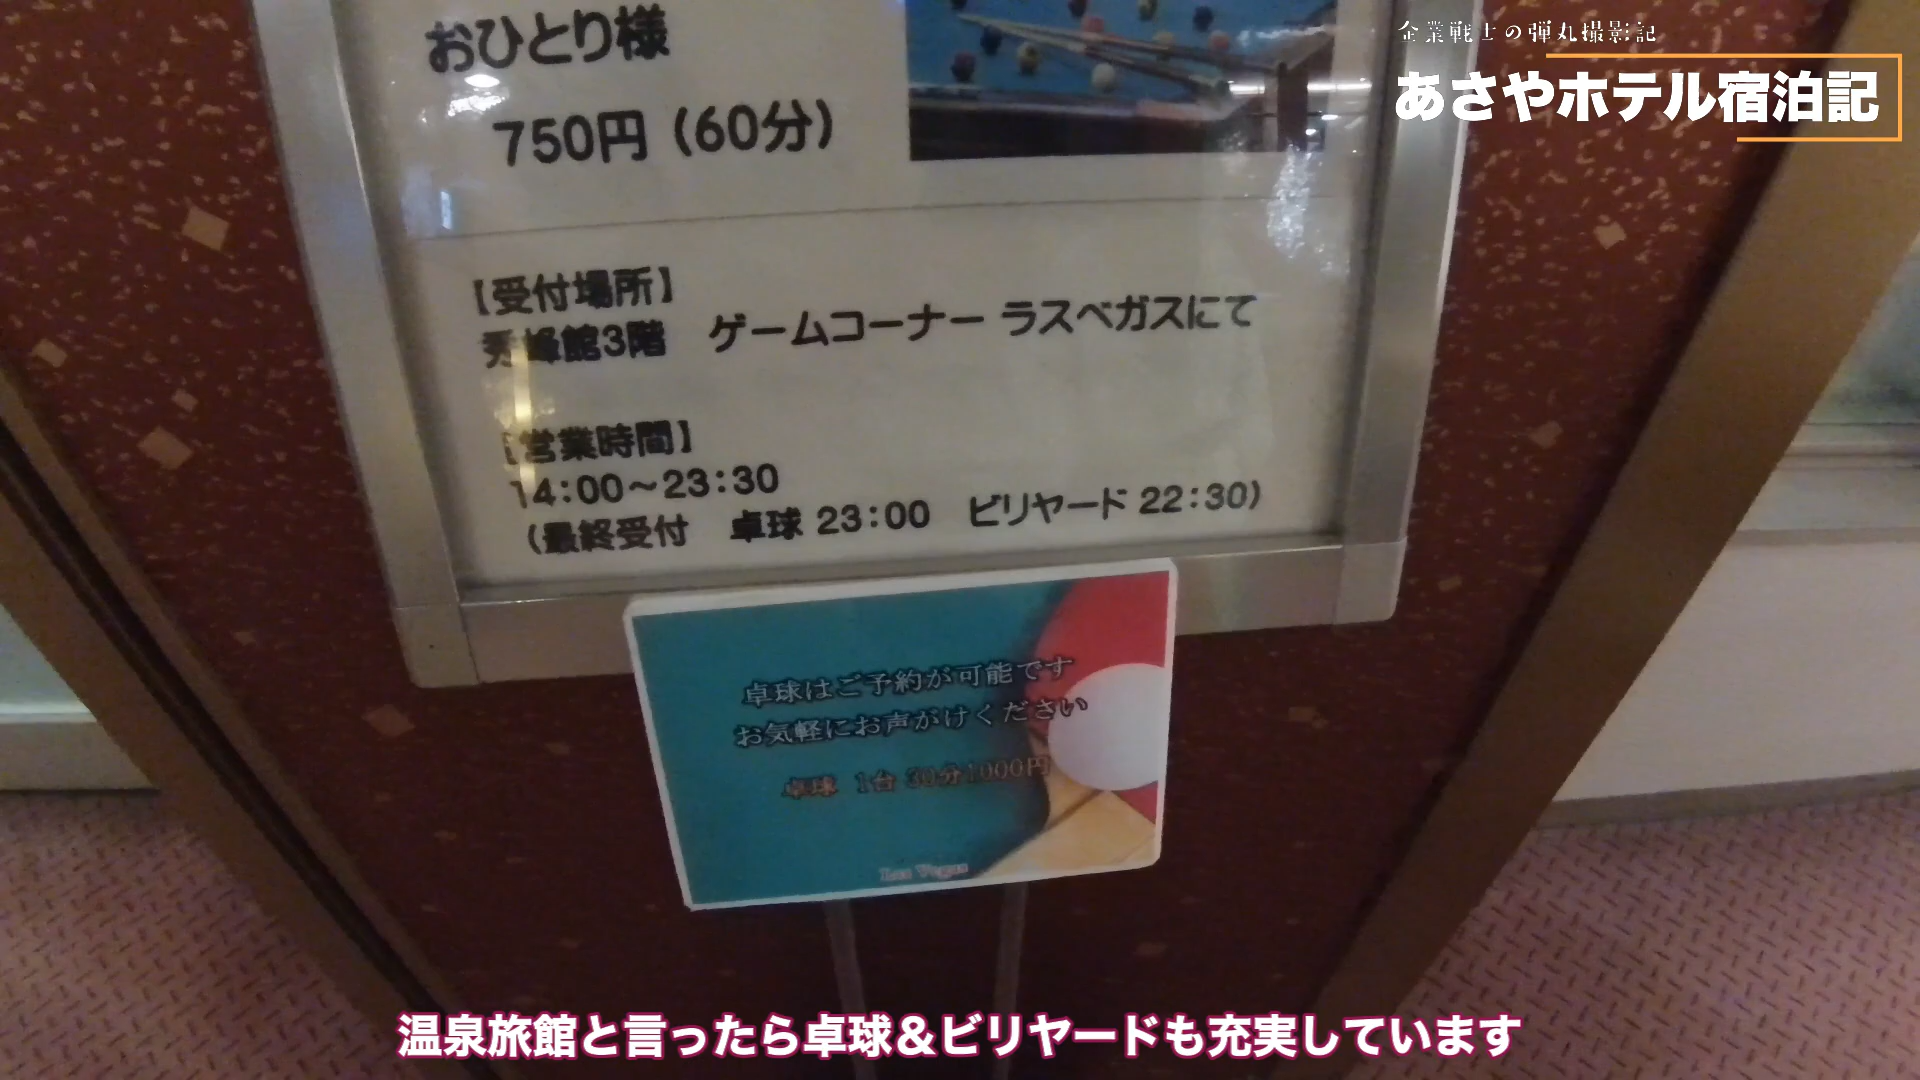 企業戦士の弾丸撮影記
あさやホテル宿泊記
おひとり様
750円（60分）
【受付場所】
秀峰館3階　ゲームコーナー ラスベガスにて
【営業時間】
14:00～23:30
（最終受付　卓球 23:00　ビリヤード 22:30）
卓球はご予約が可能です
お気軽にお声がけください
卓球 1台 30分1000円
Las Vegas
温泉旅館と言ったら卓球&ビリヤードも充実しています